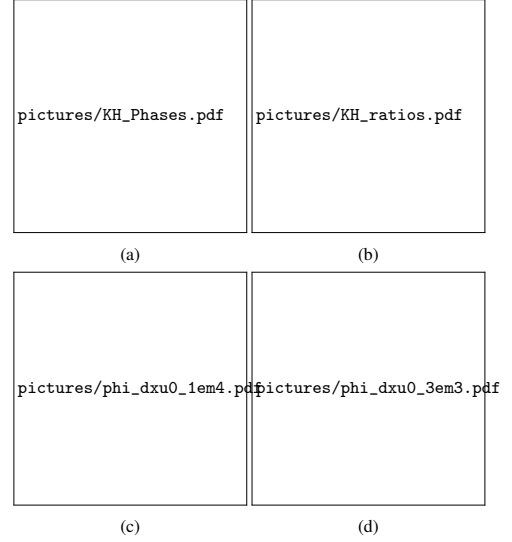 pictures/KH_Phases.pdf pictures/KH_ratios.pdf
(a) (b)
pictures/phi_dxu0_1em4.pdf pictures/phi_dxu0_3em3.pdf
(c) (d)